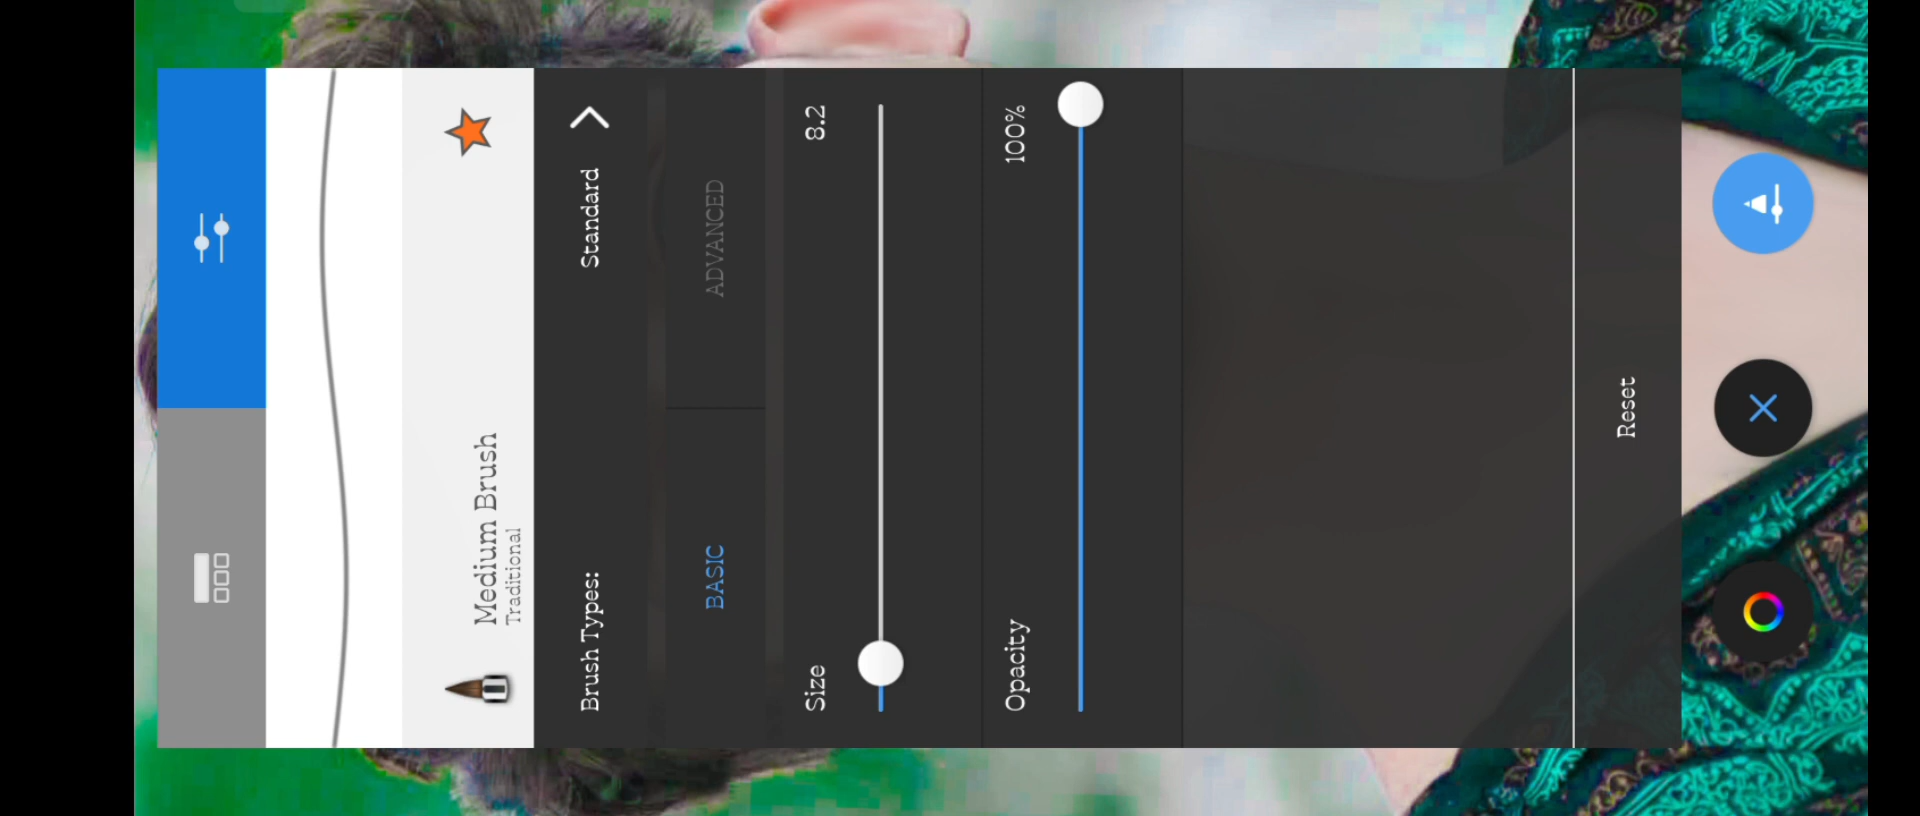 Medium Brush
Traditional
Brush Types: Standard
BASIC ADVANCED
Size 8.2
Opacity 100%
Reset